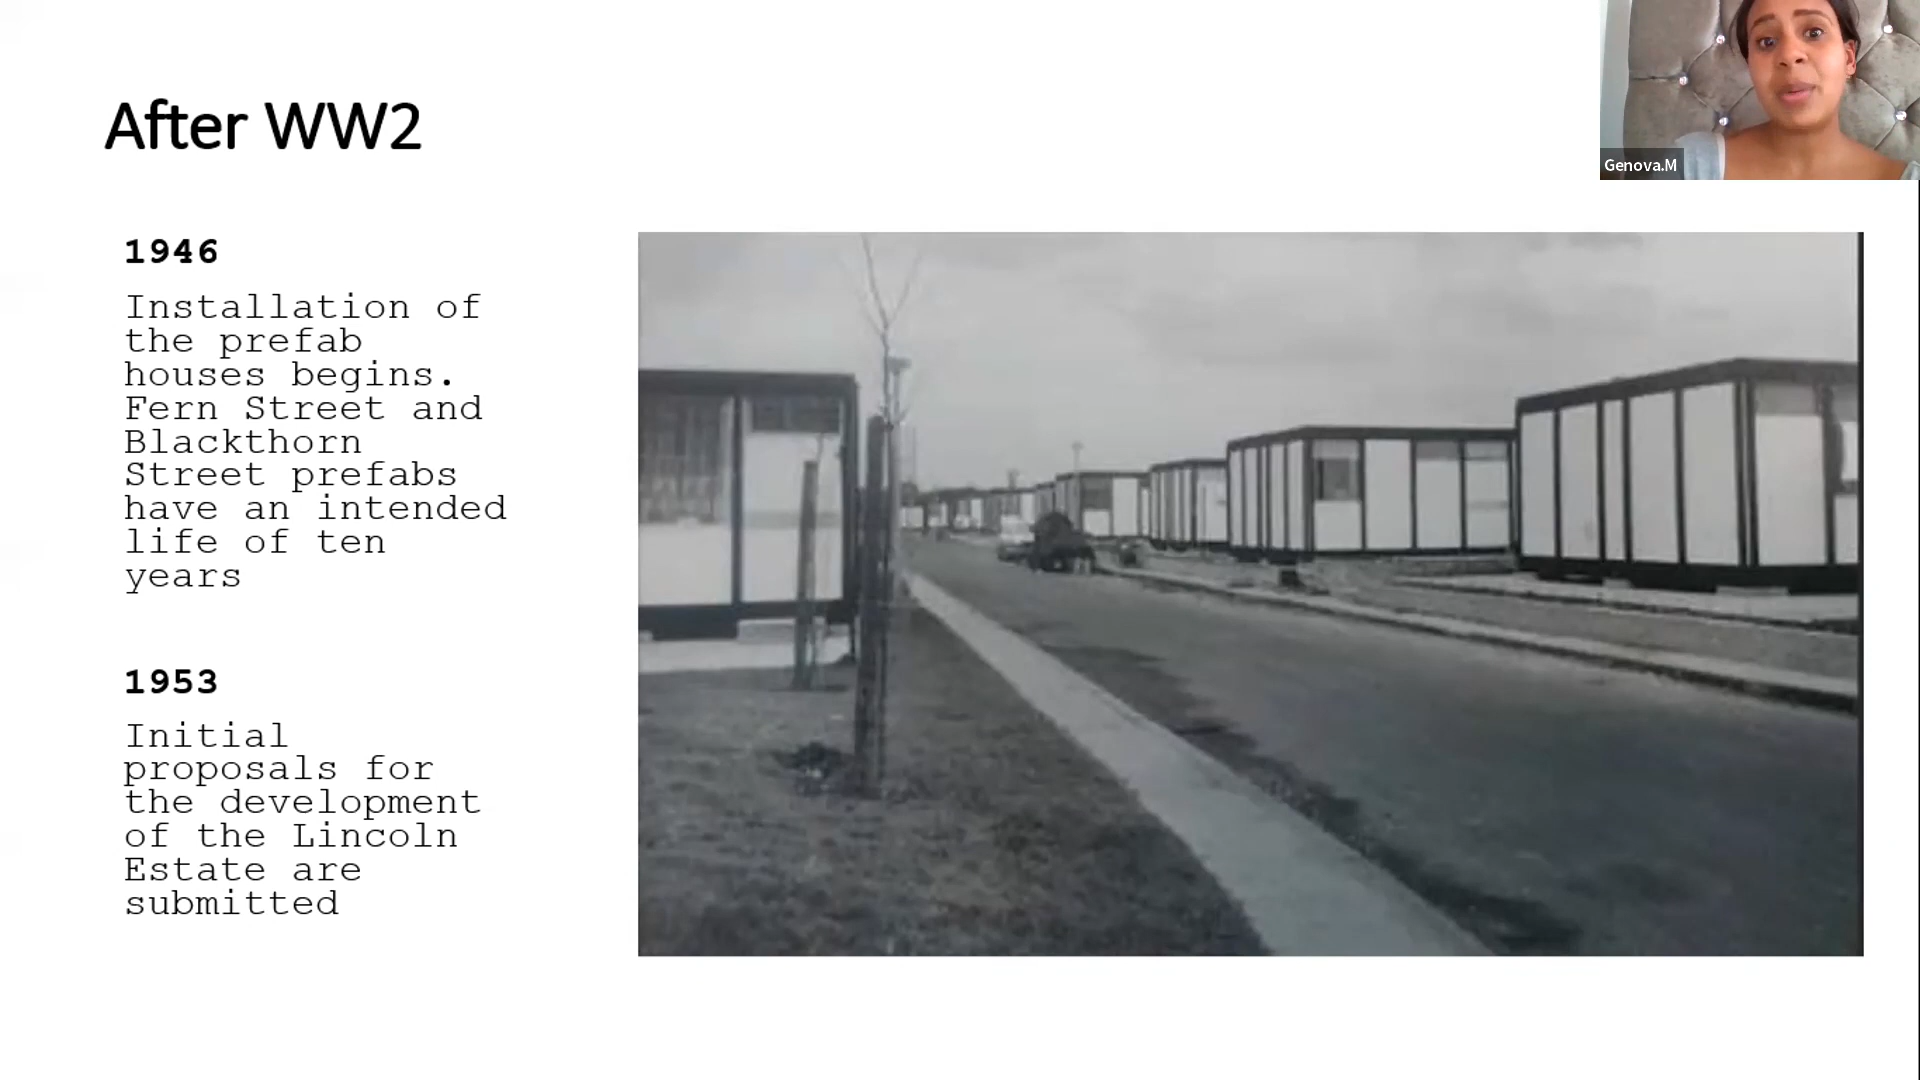 After WW2
Genova.M
1946
Installation of
the prefab
houses begins.
Fern Street and
Blackthorn
Street prefabs
have an intended
life of ten
years
1953
Initial
proposals for
the development
of the Lincoln
Estate are
submitted